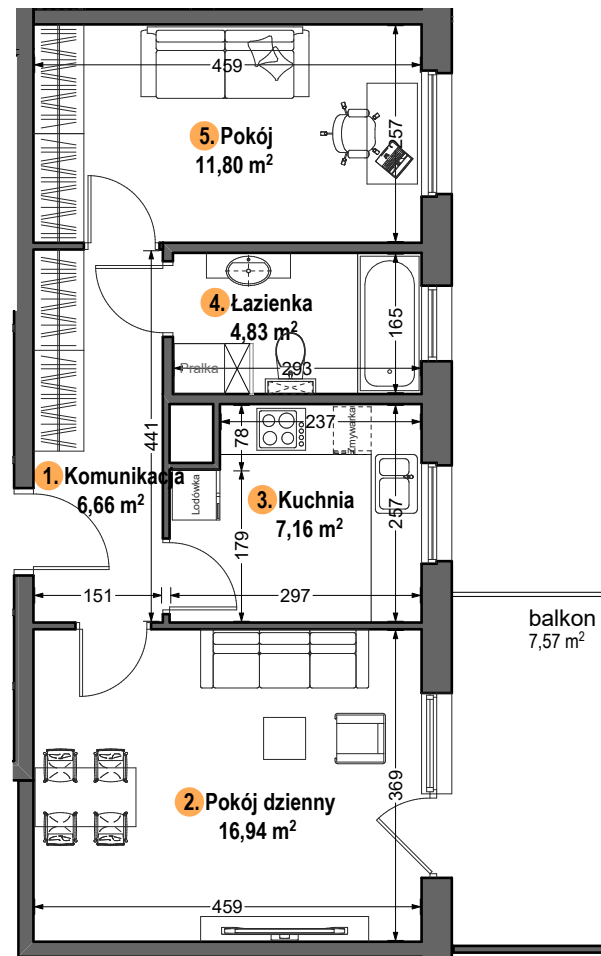 459
257
5. Pokój
11,80 m²
4. Łazienka
4,83 m²
165
Pralka
293
237
78
Zmywarka
441
1. Komunikacja
6,66 m²
Lodówka
3. Kuchnia
7,16 m²
257
179
151
297
balkon
7,57 m²
369
2. Pokój dzienny
16,94 m²
459